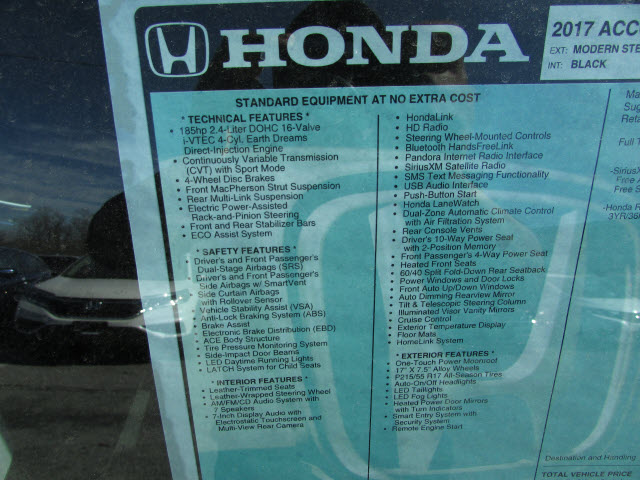 HONDA
2017 ACC
EXT: MODERN STE
INT: BLACK
STANDARD EQUIPMENT AT NO EXTRA COST
* TECHNICAL FEATURES *
• 185hp 2.4-Liter DOHC 16-Valve
i-VTEC 4-Cyl. Earth Dreams
Direct-Injection Engine
• Continuously Variable Transmission
(CVT) with Sport Mode
• 4-Wheel Disc Brakes
• Front MacPherson Strut Suspension
• Rear Multi-Link Suspension
• Electric Power-Assisted
Rack-and-Pinion Steering
• Front and Rear Stabilizer Bars
• ECO Assist System
* SAFETY FEATURES *
• Driver's and Front Passenger's
Dual-Stage Airbags (SRS)
• Driver's and Front Passenger's
Side Airbags w/ SmartVent
• Side Curtain Airbags
with Rollover Sensor
• Vehicle Stability Assist (VSA)
• Anti-Lock Braking System (ABS)
• Brake Assist
• Electronic Brake Distribution (EBD)
• ACE Body Structure
• Tire Pressure Monitoring System
• Side-Impact Door Beams
• LED Daytime Running Lights
• LATCH System for Child Seats
* INTERIOR FEATURES *
• Leather-Trimmed Seats
• Leather-Wrapped Steering Wheel
• AM/FM/CD Audio System with
7 Speakers
• 7-Inch Display Audio with
Electrostatic Touchscreen and
Multi-View Rear Camera
• HondaLink
• HD Radio
• Steering Wheel-Mounted Controls
• Bluetooth HandsFreeLink
• Pandora Internet Radio Interface
• SiriusXM Satellite Radio
• SMS Text Messaging Functionality
• USB Audio Interface
• Push-Button Start
• Honda LaneWatch
• Dual-Zone Automatic Climate Control
with Air Filtration System
• Rear Console Vents
• Driver's 10-Way Power Seat
with 2-Position Memory
• Front Passenger's 4-Way Power Seat
• Heated Front Seats
• 60/40 Split Fold-Down Rear Seatback
• Power Windows and Door Locks
• Front Auto Up/Down Windows
• Auto Dimming Rearview Mirror
• Tilt & Telescopic Steering Column
• Illuminated Visor Vanity Mirrors
• Cruise Control
• Exterior Temperature Display
• Floor Mats
• HomeLink System
* EXTERIOR FEATURES *
• One-Touch Power Moonroof
• 17" X 7.5" Alloy Wheels
• P215/55 R17 All-Season Tires
• Auto-On/Off Headlights
• LED Taillights
• LED Fog Lights
• Heated Power Door Mirrors
with Turn Indicators
• Smart Entry System with
Security System
• Remote Engine Start
Ma
Sug
Reta
Full T
-SiriusX
Free A
Free
-Honda R
3YR/36
Destination and Handling
TOTAL VEHICLE PRICE